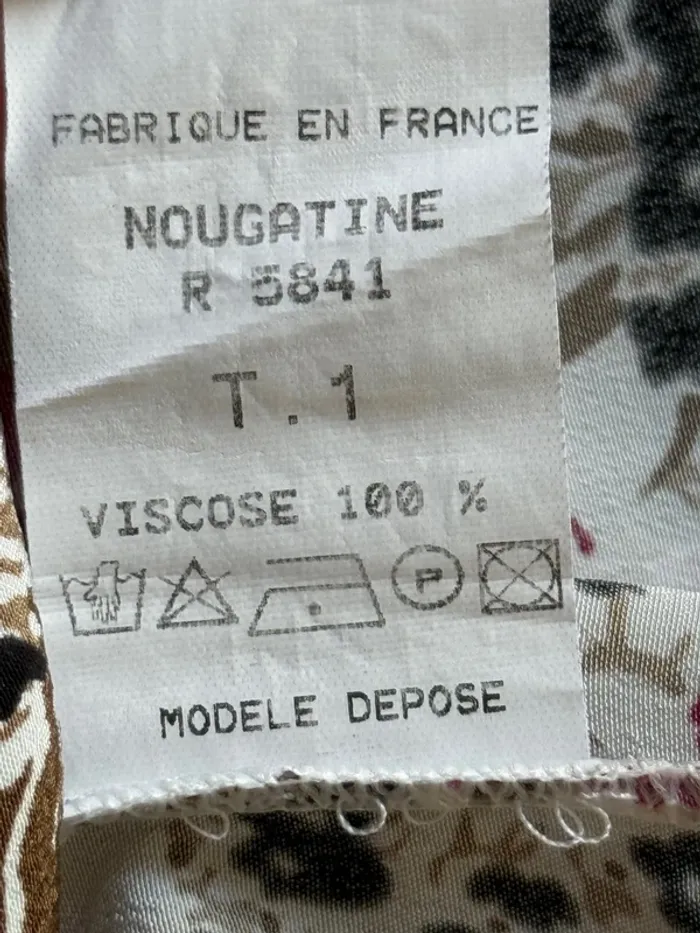 FABRIQUE EN FRANCE
NOUGATINE
R 5841
T.1
VISCOSE 100 %
P
MODELE DEPOSE